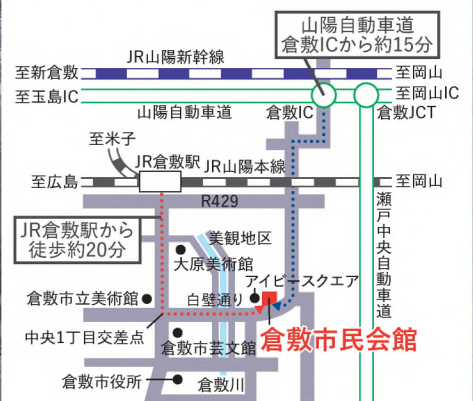 山陽自動車道
倉敷ICから約15分
JR山陽新幹線
至新倉敷
至岡山
至玉島IC
至岡山IC
山陽自動車道
倉敷IC
倉敷JCT
至米子
JR倉敷駅
JR山陽本線
至広島
至岡山
R429
JR倉敷駅から
徒歩約20分
美観地区
大原美術館
瀬戸中央自動車道
アイビースクエア
倉敷市立美術館
白壁通り
中央1丁目交差点
倉敷市民会館
倉敷市芸文館
倉敷市役所
倉敷川